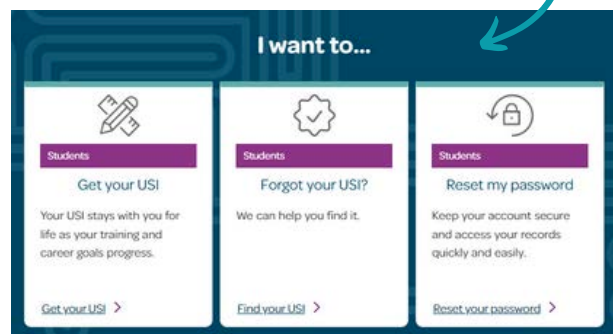 I want to...
Students
Get your USI
Your USI stays with you for
life as your training and
career goals progress.
Get your USI
Students
Forgot your USI?
We can help you find it.
Find your USI
Students
Reset my password
Keep your account secure
and access your records
quickly and easily.
Reset your password